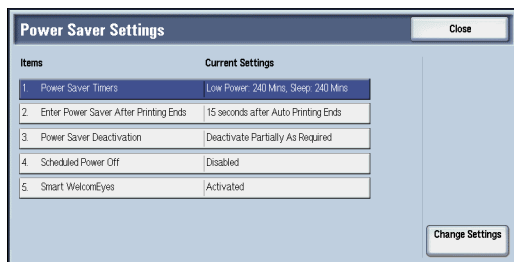 Power Saver Settings
Close
Items Current Settings
1. Power Saver Timers Low Power: 240 Mins, Sleep: 240 Mins
2. Enter Power Saver After Printing Ends 15 seconds after Auto Printing Ends
3. Power Saver Deactivation Deactivate Partially As Required
4. Scheduled Power Off Disabled
5. Smart WelcomEyes Activated
Change Settings